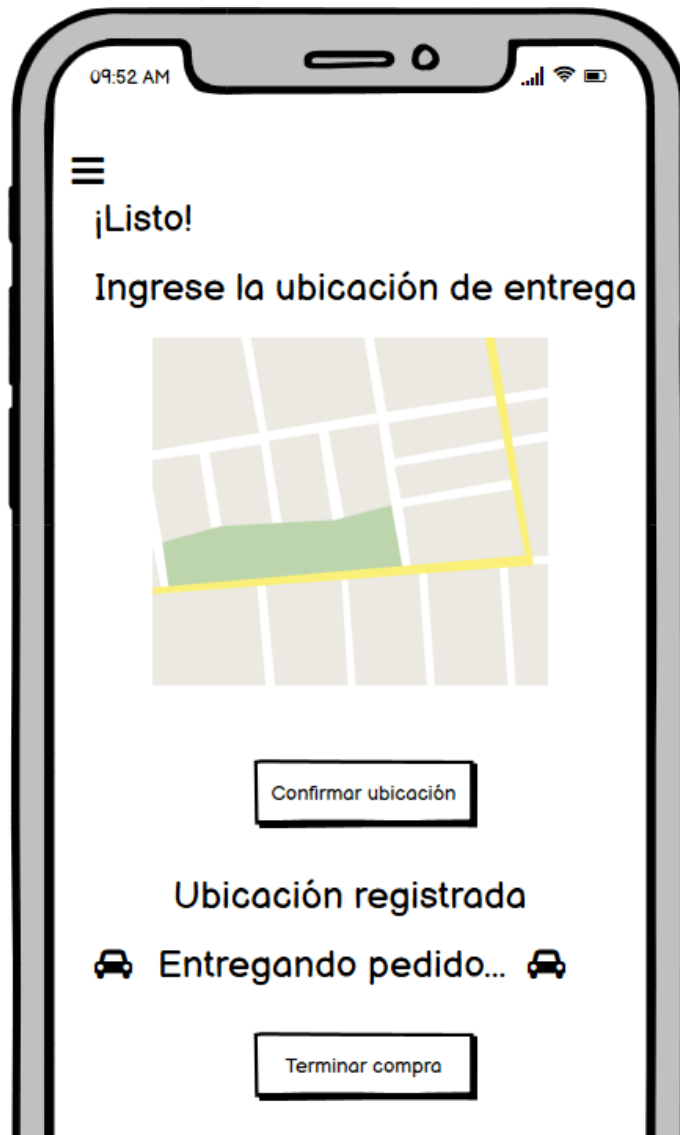 09:52 AM
¡Listo!
Ingrese la ubicación de entrega
Confirmar ubicación
Ubicación registrada
Entregando pedido...
Terminar compra